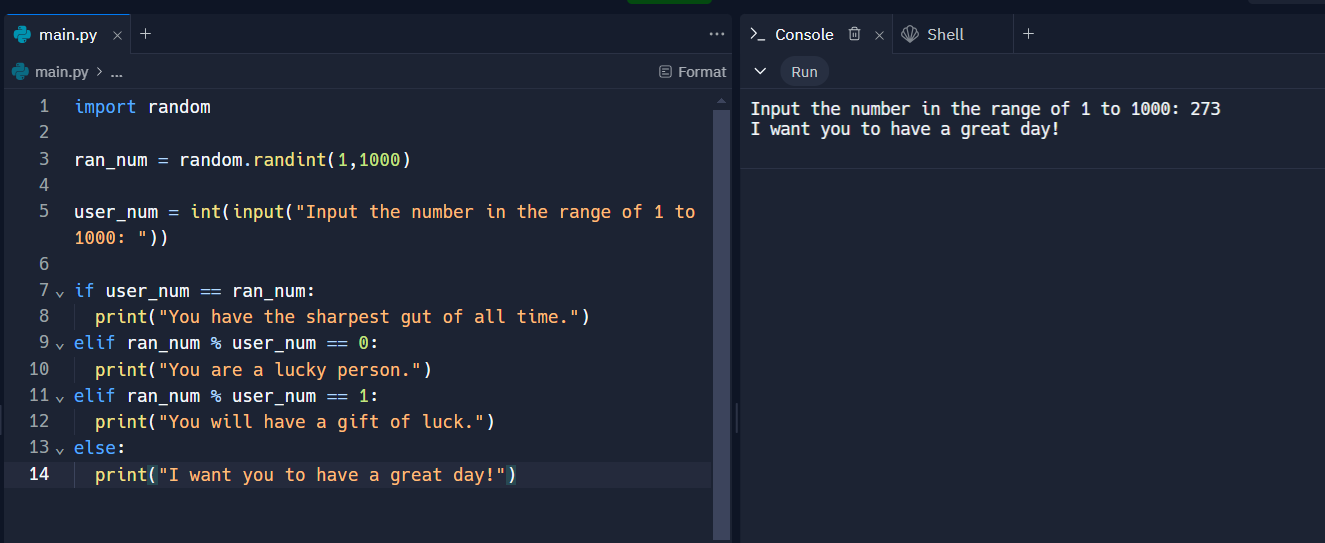 main.py × +
main.py > ...
Format
1 import random
2
3 ran_num = random.randint(1,1000)
4
5 user_num = int(input("Input the number in the range of 1 to
1000: "))
6
7 if user_num == ran_num:
8 print("You have the sharpest gut of all time.")
9 elif ran_num % user_num == 0:
10 print("You are a lucky person.")
11 elif ran_num % user_num == 1:
12 print("You will have a gift of luck.")
13 else:
14 print("I want you to have a great day!")
>_ Console × Shell +
Run
Input the number in the range of 1 to 1000: 273
I want you to have a great day!